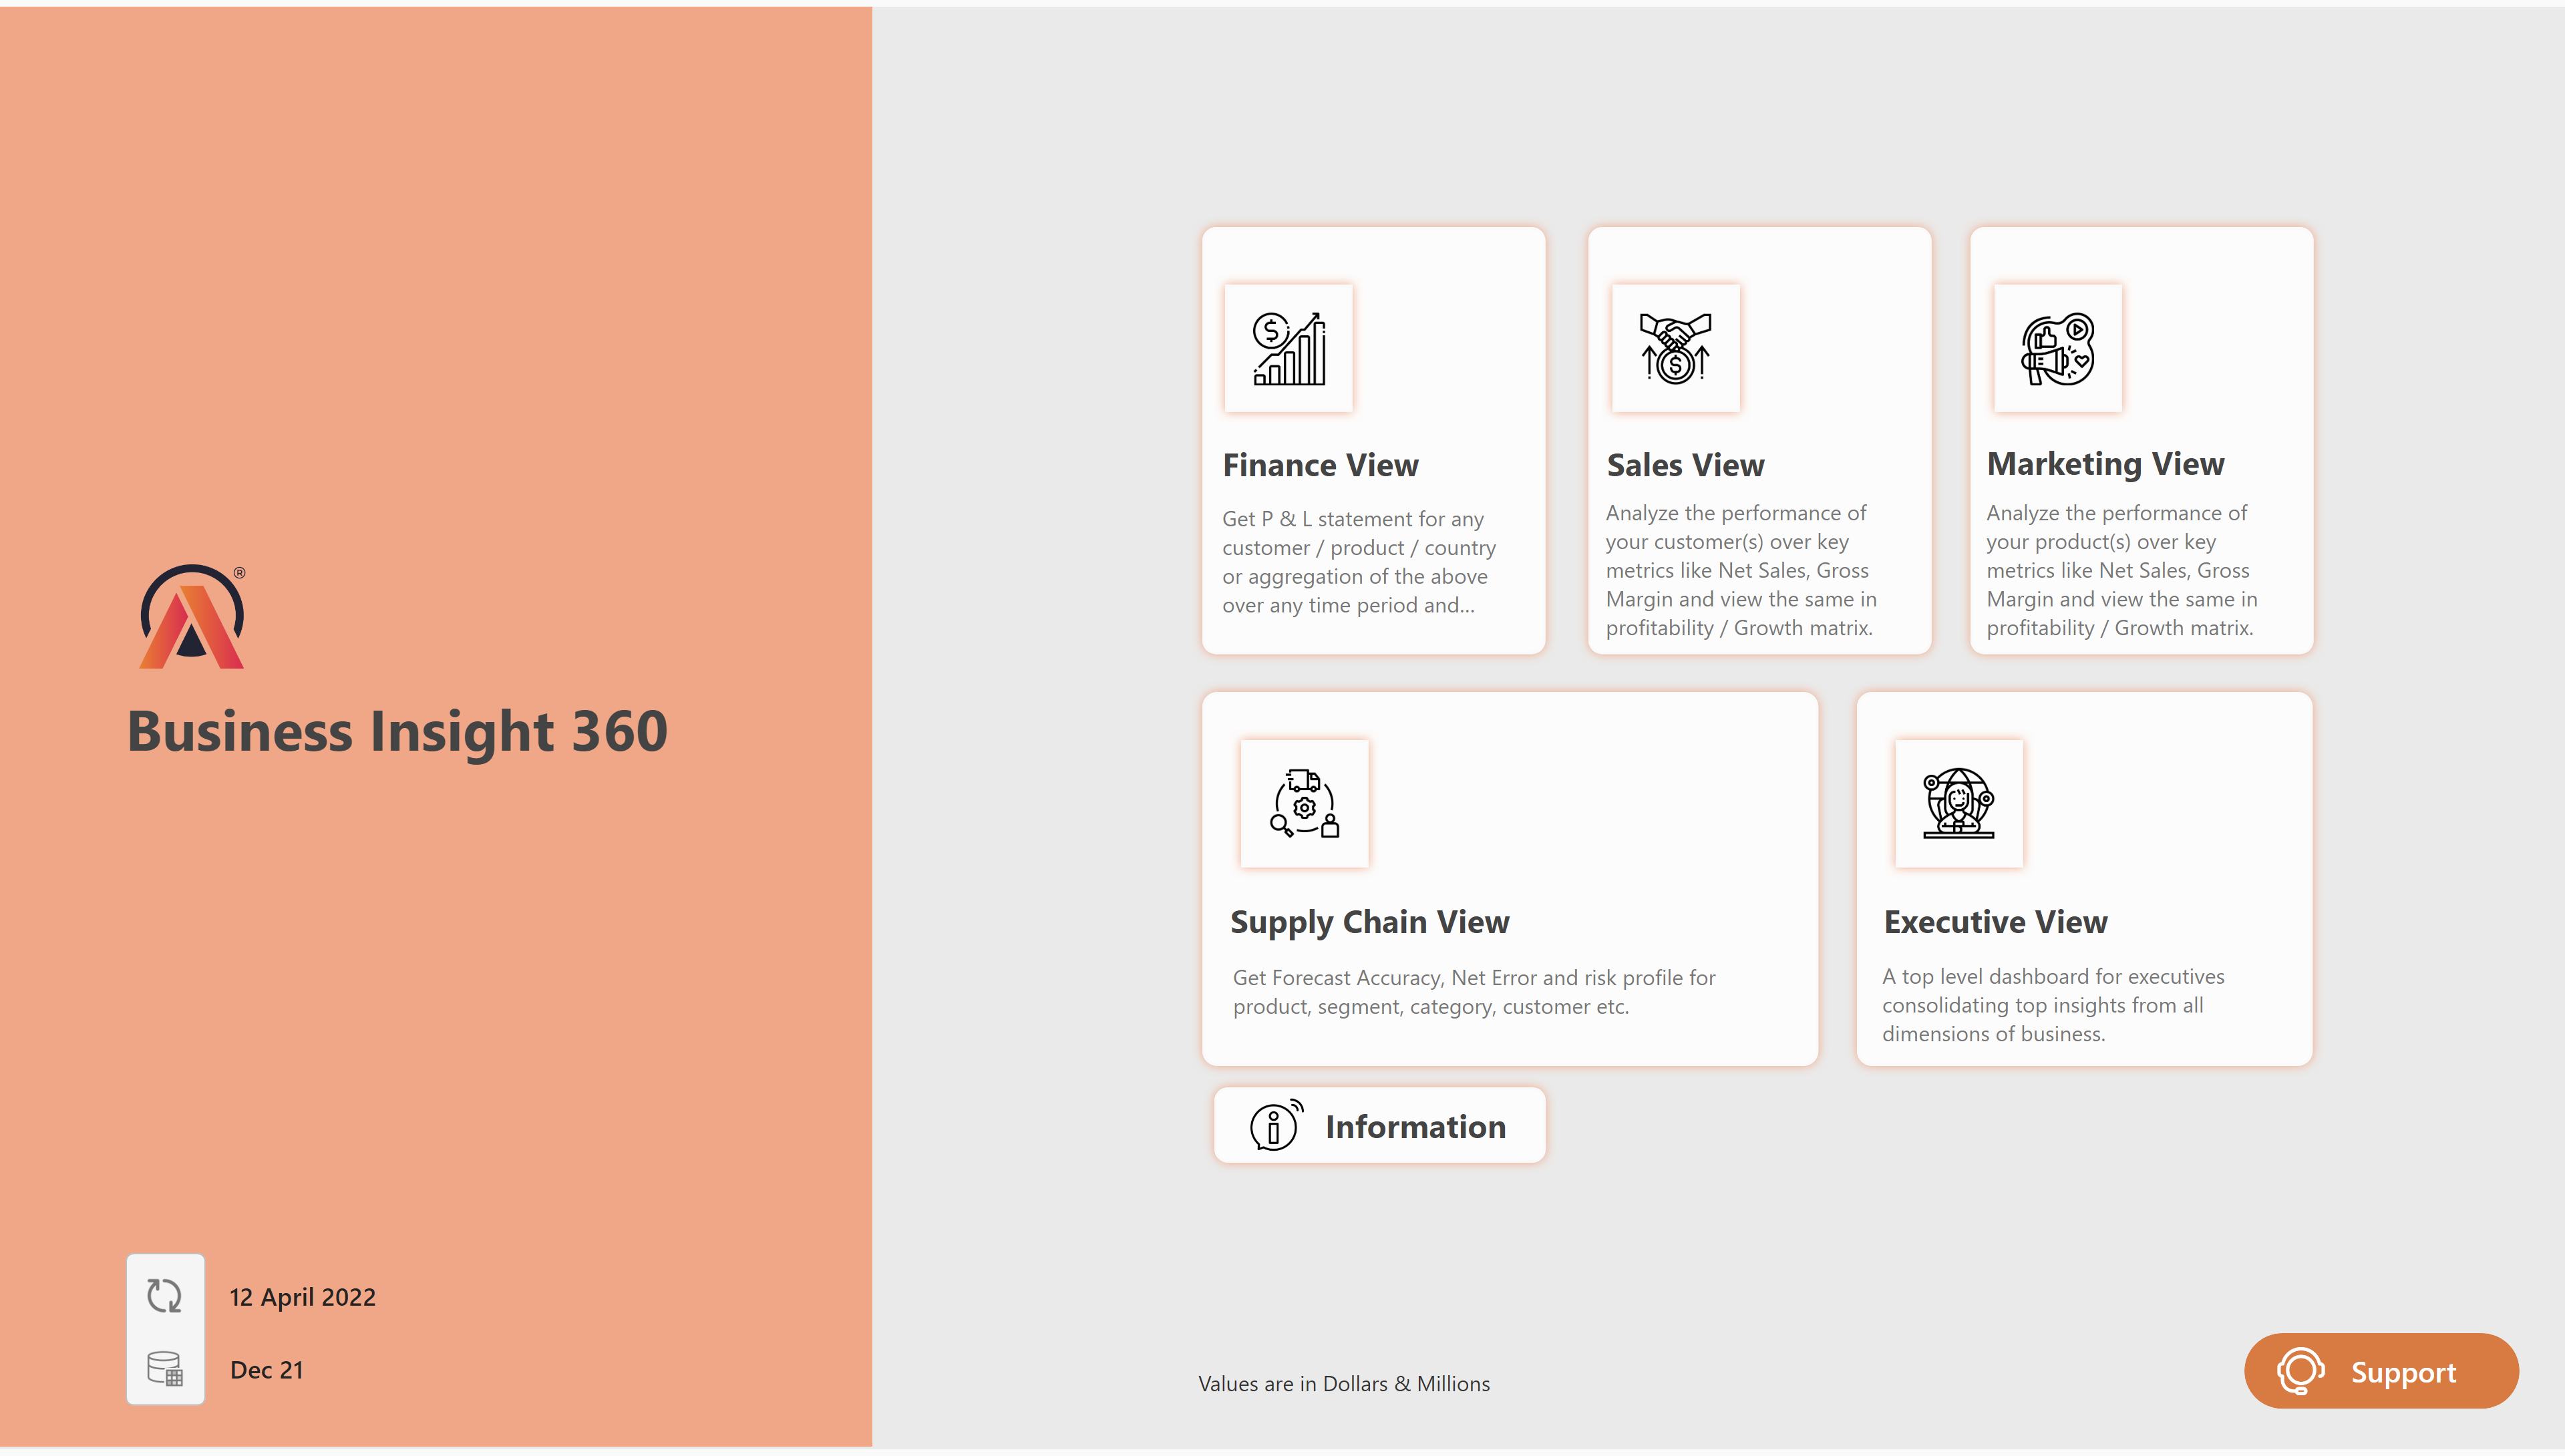 ®
Business Insight 360
12 April 2022
Dec 21
Finance View
Get P & L statement for any
customer / product / country
or aggregation of the above
over any time period and...
Sales View
Analyze the performance of
your customer(s) over key
metrics like Net Sales, Gross
Margin and view the same in
profitability / Growth matrix.
Marketing View
Analyze the performance of
your product(s) over key
metrics like Net Sales, Gross
Margin and view the same in
profitability / Growth matrix.
Supply Chain View
Get Forecast Accuracy, Net Error and risk profile for
product, segment, category, customer etc.
Executive View
A top level dashboard for executives
consolidating top insights from all
dimensions of business.
Information
Values are in Dollars & Millions
Support